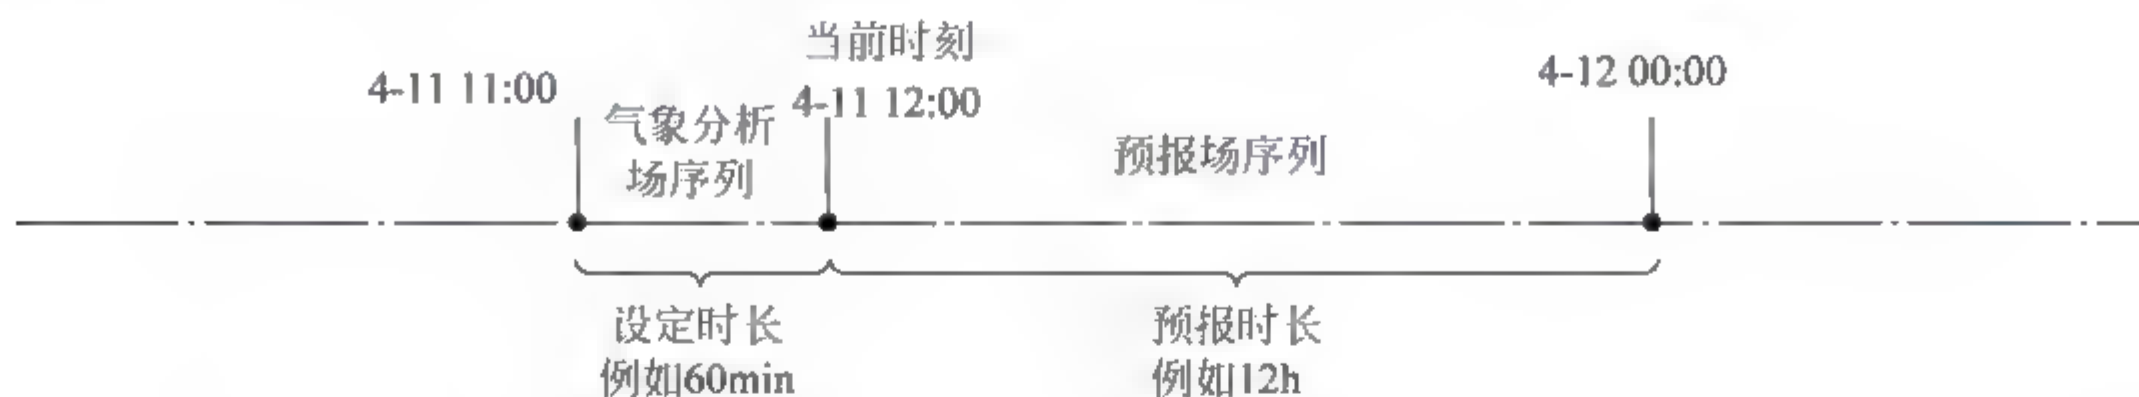 当前时刻
4-11 11:00
4-11 12:00
4-12 00:00
气象分析
场序列
预报场序列
设定时长
例如60min
预报时长
例如12h